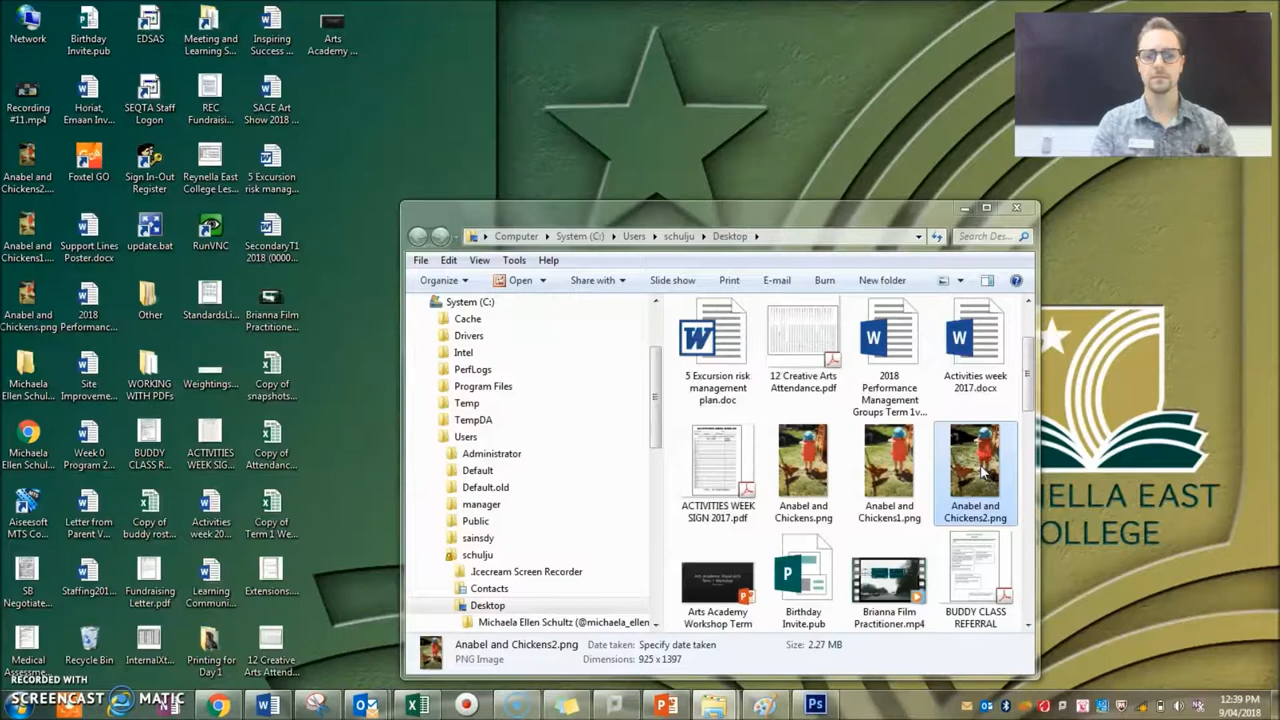 Network
Birthday
Invite.pub
EDSAS
Meeting and
Learning S...
Inspiring
Success ...
Arts
Academy ...
Recording
#11.mp4
Horiat,
Emaan Inv...
SEQTA Staff
Logon
REC
Fundraisi...
SACE Art
Show 2018 ...
Anabel and
Chickens2....
Foxtel GO
Sign In-Out
Register
Reynella East
College Les...
5 Excursion
risk manag...
Anabel and
Chickens1....
Support Lines
Poster.docx
update.bat
RunVNC
SecondaryT1
2018 (0000...
Anabel and
Chickens.png
2018
Performanc...
Other
StandardsLi...
Brianna Film
Practitione...
Michaela
Ellen Schul...
Site
Improveme...
WORKING
WITH PDFs
Weightings...
Copy of
snapshots...
Michaela
Ellen Schul...
Week 0
Program 2...
BUDDY
CLASS R...
ACTIVITIES
WEEK SIG...
Copy of
Attendanc...
Aiseesoft
MTS Co...
Letter from
Parent V...
Copy of
buddy rost...
Activities
week 20...
Copy of
Term 1 We...
SB
Negotiate...
Staffing201...
Fundraising
Letter.pdf
Learning
Communi...
Extensions...
Medical
Assessme...
Recycle Bin
InternalXt...
Printing for
Day1
12 Creative
Arts Attend...
RECORDED WITH
SCREENCAST MATIC
Computer
System (C:)
Users
schulju
Desktop
Search Des...
File Edit View Tools Help
Organize
Open
Share with
Slide show
Print
E-mail
Burn
New folder
System (C:)
Cache
Drivers
Intel
PerfLogs
Program Files
Temp
TempDA
Users
Administrator
Default
Default.old
manager
Public
sainsdy
schulju
.Icecream Screen Recorder
Contacts
Desktop
Michaela Ellen Schultz (@michaela_ellen
5 Excursion risk
management
plan.doc
12 Creative Arts
Attendance.pdf
2018
Performance
Management
Groups Term 1v...
Activities week
2017.docx
ACTIVITIES WEEK
SIGN 2017.pdf
Anabel and
Chickens.png
Anabel and
Chickens1.png
Anabel and
Chickens2.png
Arts Academy
Workshop Term
Birthday
Invite.pub
Brianna Film
Practitioner.mp4
BUDDY CLASS
REFERRAL
Anabel and Chickens2.png
Date taken: Specify date taken
Size: 2.27 MB
PNG Image
Dimensions: 925 x 1397
NELLA EAST
COLLEGE
12:39 PM
9/04/2018